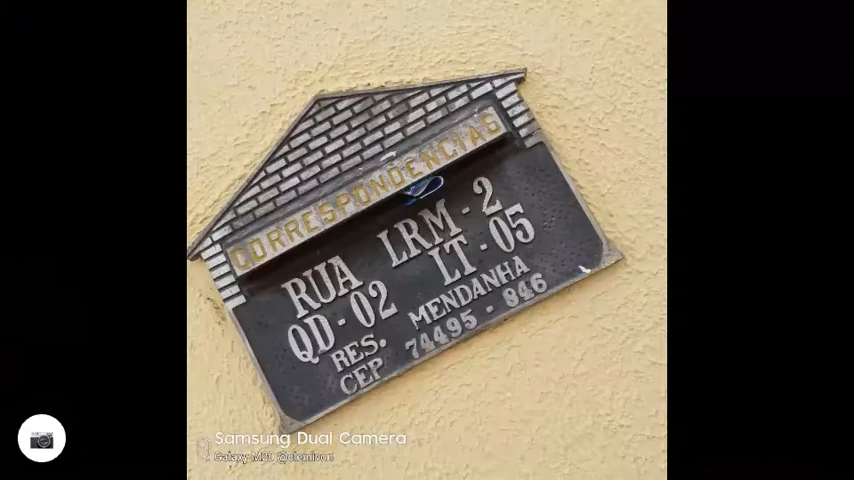 CORRESPONDENCIAS
RUA LRM - 2
QD - 02 LT - 05
RES. MENDANHA
CEP 74495 - 846
Samsung Dual Camera